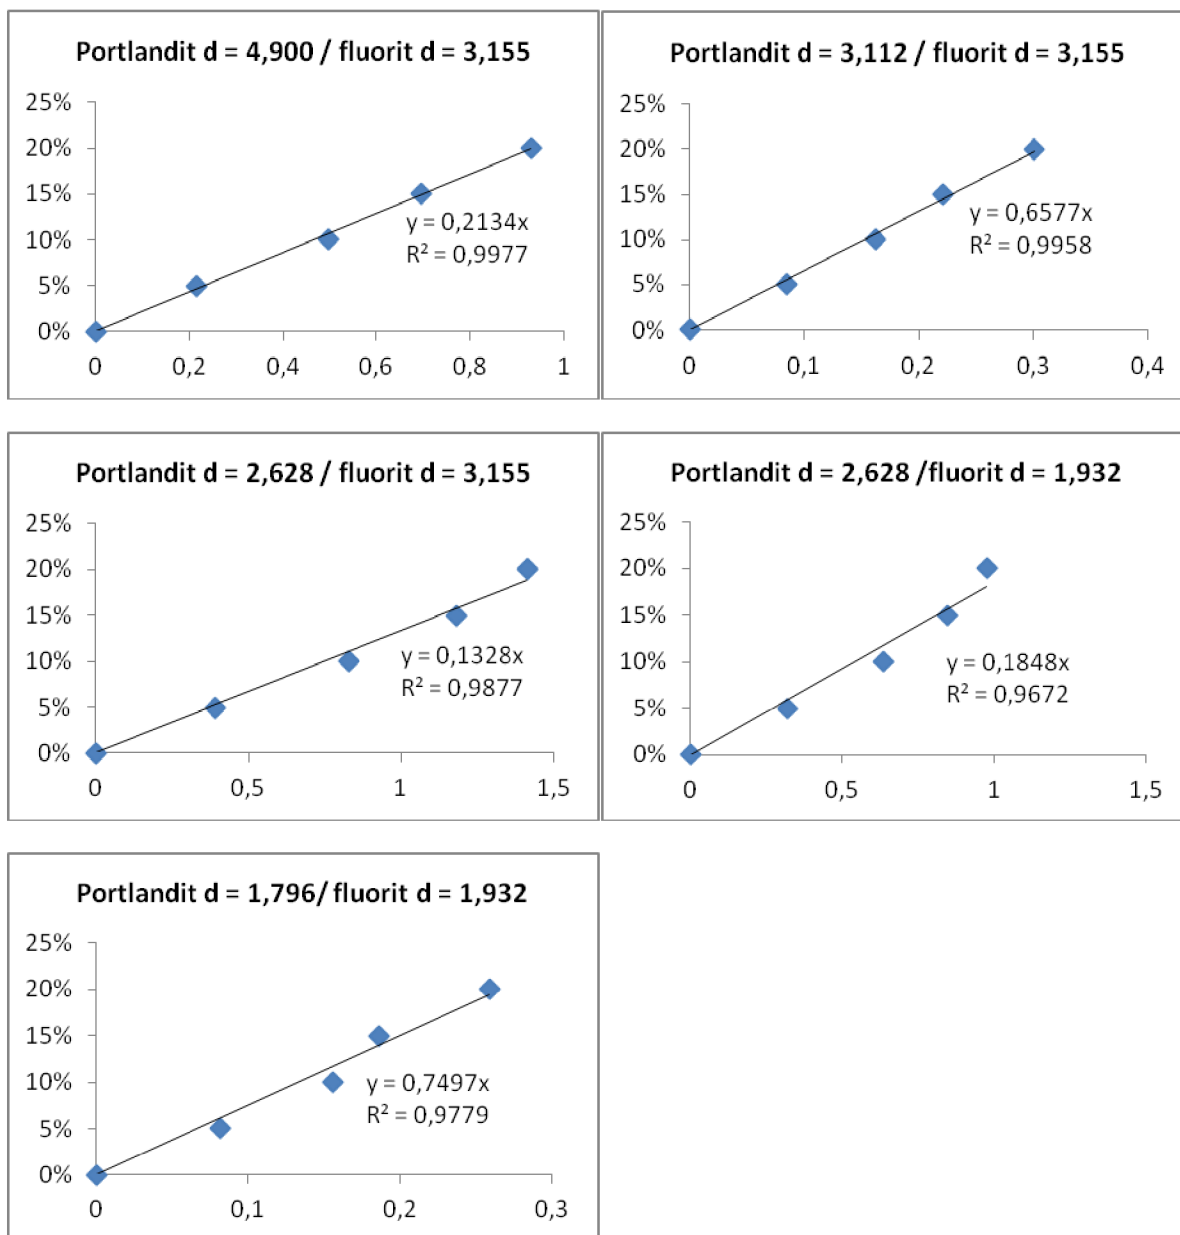 Portlandit d = 4,900 / fluorit d = 3,155
25%
20%
15%
10%
5%
0%
y = 0,2134x
R² = 0,9977
0 0,2 0,4 0,6 0,8 1
Portlandit d = 3,112 / fluorit d = 3,155
25%
20%
15%
10%
5%
0%
y = 0,6577x
R² = 0,9958
0 0,1 0,2 0,3 0,4
Portlandit d = 2,628 / fluorit d = 3,155
25%
20%
15%
10%
5%
0%
y = 0,1328x
R² = 0,9877
0 0,5 1 1,5
Portlandit d = 2,628 /fluorit d = 1,932
25%
20%
15%
10%
5%
0%
y = 0,1848x
R² = 0,9672
0 0,5 1 1,5
Portlandit d = 1,796/ fluorit d = 1,932
25%
20%
15%
10%
5%
0%
y = 0,7497x
R² = 0,9779
0 0,1 0,2 0,3